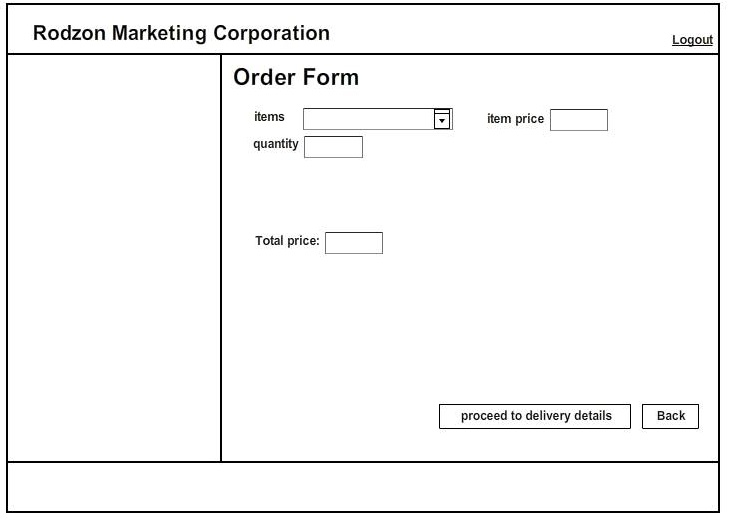 Rodzon Marketing Corporation
Logout
Order Form
items
item price
quantity
Total price:
proceed to delivery details
Back